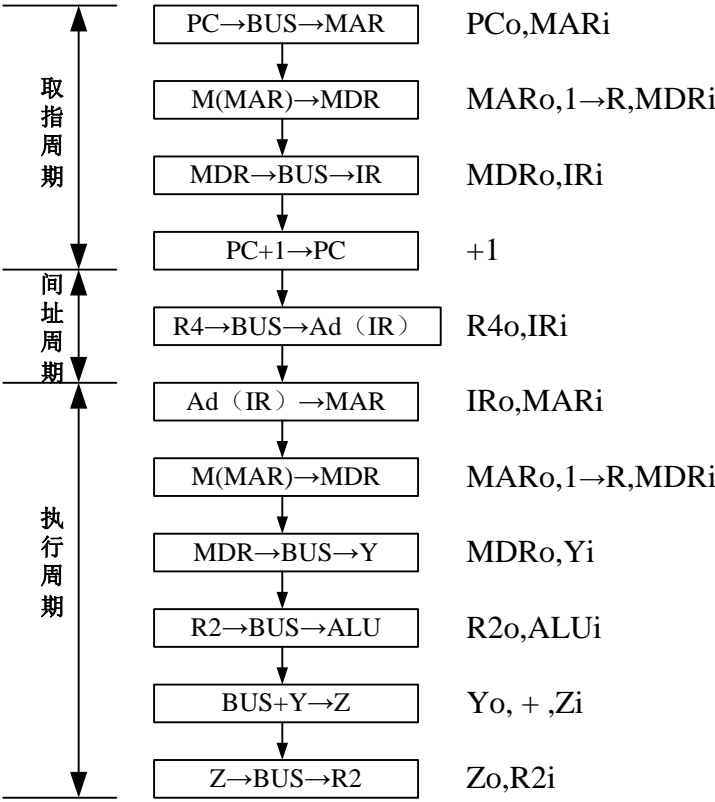 取指周期
PC→BUS→MAR PCo,MARi
M(MAR)→MDR MARo,1→R,MDRi
MDR→BUS→IR MDRo,IRi
PC+1→PC +1
间址周期
R4→BUS→Ad（IR） R4o,IRi
执行周期
Ad（IR）→MAR IRo,MARi
M(MAR)→MDR MARo,1→R,MDRi
MDR→BUS→Y MDRo,Yi
R2→BUS→ALU R2o,ALUi
BUS+Y→Z Yo, + ,Zi
Z→BUS→R2 Zo,R2i